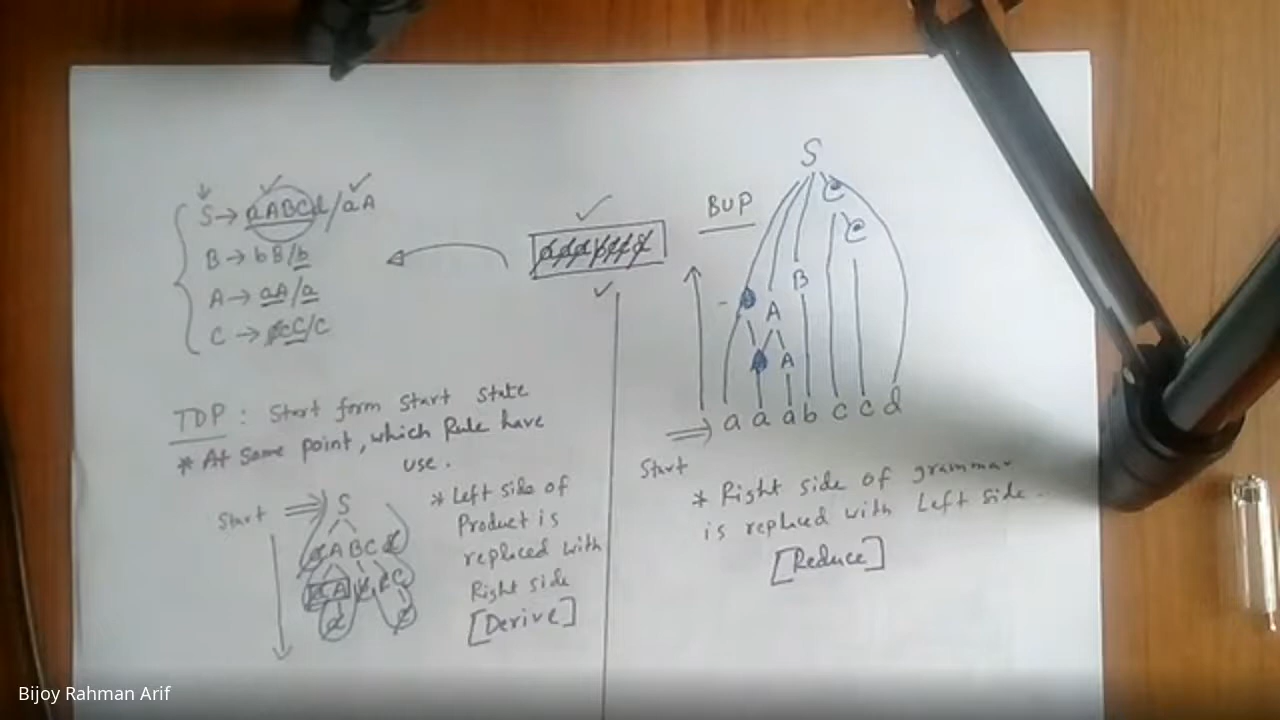 S → aABCd/aA
B → bB/b
A → aA/a
C → cC/C
TDP : Start form start state
* At some point, which Rule have
use.
Start ⇒ S
a A B C d
a A b c C
a c
* Left side of
Product is
replaced with
Right side
[Derive]
aaabccd
BUP
S
C
C
B
A
A
a a a b c c d
Start
* Right side of grammar
is replaced with Left side.
[Reduce]
Bijoy Rahman Arif